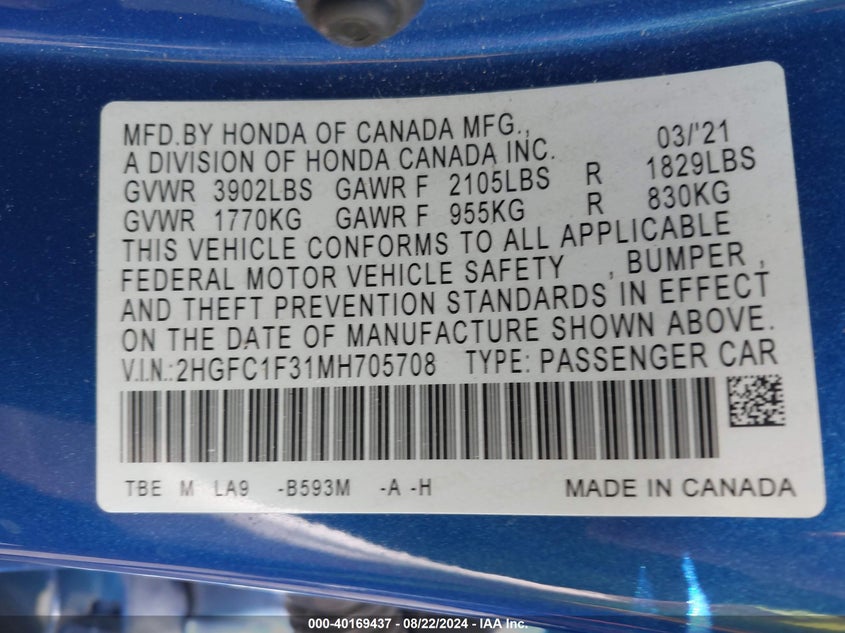 MFD.BY HONDA OF CANADA MFG., 03/'21
A DIVISION OF HONDA CANADA INC.
GVWR 3902LBS GAWR F 2105LBS R 1829LBS
GVWR 1770KG GAWR F 955KG R 830KG
THIS VEHICLE CONFORMS TO ALL APPLICABLE
FEDERAL MOTOR VEHICLE SAFETY , BUMPER ,
AND THEFT PREVENTION STANDARDS IN EFFECT
ON THE DATE OF MANUFACTURE SHOWN ABOVE.
V.I.N.:2HGFC1F31MH705708 TYPE: PASSENGER CAR
TBE M LA9 -B593M -A -H MADE IN CANADA
000-40169437 - 08/22/2024 - IAA Inc.